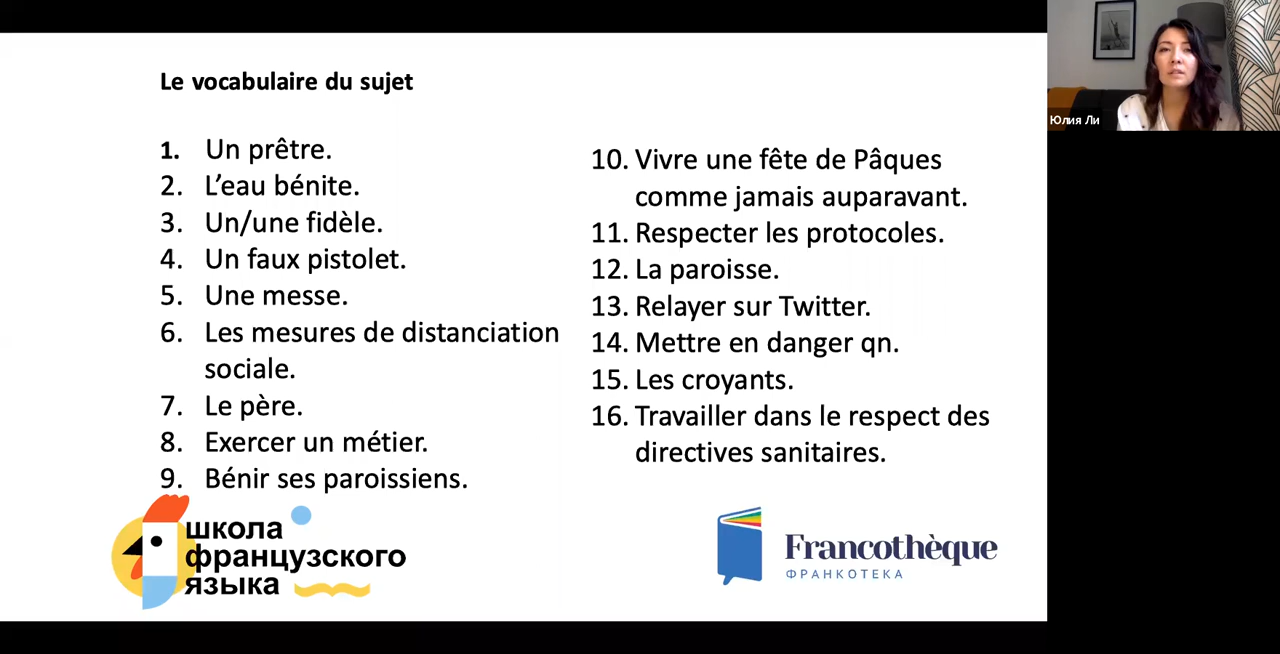 Le vocabulaire du sujet
1. Un prêtre.
2. L’eau bénite.
3. Un/une fidèle.
4. Un faux pistolet.
5. Une messe.
6. Les mesures de distanciation
sociale.
7. Le père.
8. Exercer un métier.
9. Bénir ses paroissiens.
10. Vivre une fête de Pâques
comme jamais auparavant.
11. Respecter les protocoles.
12. La paroisse.
13. Relayer sur Twitter.
14. Mettre en danger qn.
15. Les croyants.
16. Travailler dans le respect des
directives sanitaires.
школа
французского
языка
Francothèque
ФРАНКОТЕКА
Юлия Ли